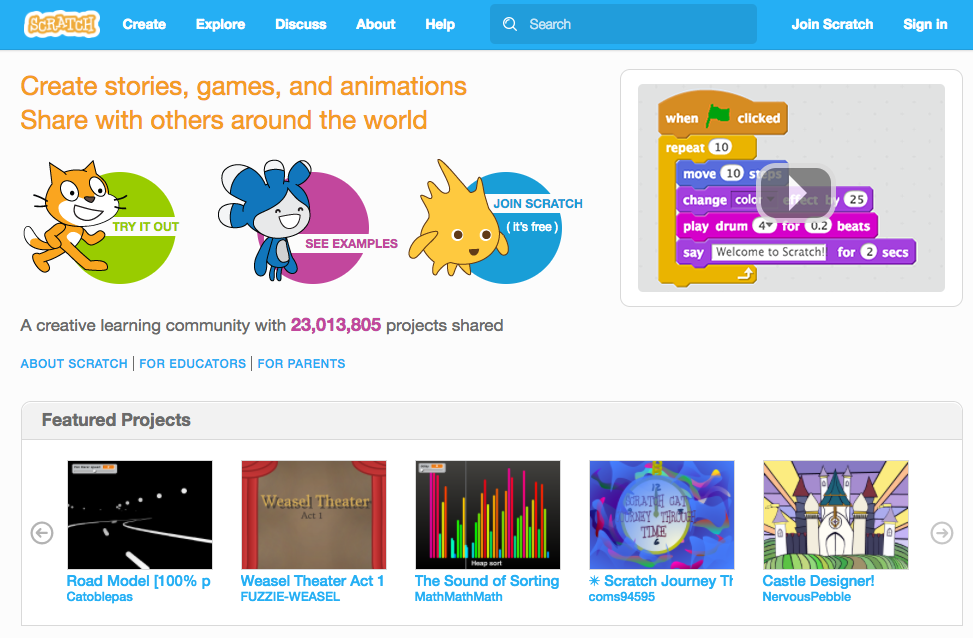 SCRATCH
Create Explore Discuss About Help Search Join Scratch Sign in
Create stories, games, and animations
Share with others around the world
TRY IT OUT
SEE EXAMPLES
JOIN SCRATCH
( it's free )
when clicked
repeat 10
move 10 steps
change color effect by 25
play drum 4 for 0.2 beats
say Welcome to Scratch! for 2 secs
A creative learning community with 23,013,805 projects shared
ABOUT SCRATCH | FOR EDUCATORS | FOR PARENTS
Featured Projects
Weasel Theater
Act 1
Heap sort
12
SCRATCH CAT
JOURNEY THROUGH
TIME
6
Road Model [100% p
Catoblepas
Weasel Theater Act 1
FUZZIE-WEASEL
The Sound of Sorting
MathMathMath
✴ Scratch Journey Th
coms94595
Castle Designer!
NervousPebble